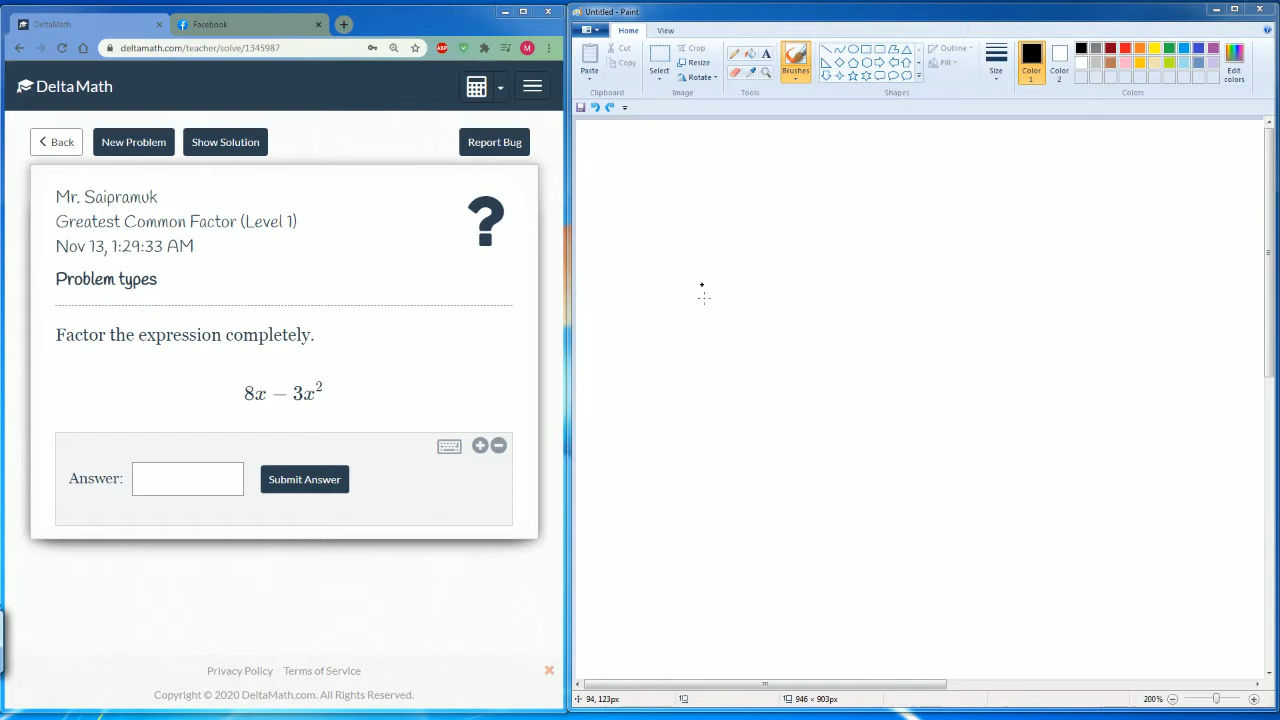 DeltaMath
Facebook
deltamath.com/teacher/solve/1345987
ABP
M
DeltaMath
Back
New Problem
Show Solution
Report Bug
Mr. Saipramuk
Greatest Common Factor (Level 1)
Nov 13, 1:29:33 AM
?
Problem types
Factor the expression completely.
8x − 3x²
Answer:
Submit Answer
Privacy Policy
Terms of Service
Copyright © 2020 DeltaMath.com. All Rights Reserved.
Untitled - Paint
Home
View
Paste
Cut
Copy
Clipboard
Select
Crop
Resize
Rotate
Image
A
Tools
Brushes
Outline
Fill
Shapes
Size
Color 1
Color 2
Edit colors
Colors
94, 123px
946 × 903px
200%